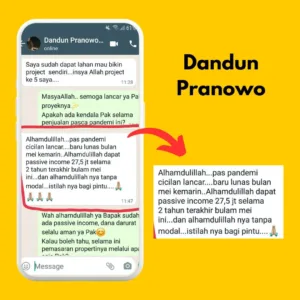 Dandun Pranowo...
online
Saya sudah dapat lahan mau bikin
project sendiri...insya Allah project
ke 5 saya....
MasyaAllah.. semoga lancar ya Pa
proyeknya
Apakah ada kendala Pak selama
penjualan pasca pandemi ini?
Alhamdulillah...pas pandemi
cicilan lancar....baru lunas bulan
mei kemarin..Alhamdulillah dapat
passive income 27,5 jt selama
2 tahun terakhir bulam mei
ini...dan alhamdulillah nya tanpa
modal...istilah nya bagi pintu....🙏
🙏🙏🙏
11:47
Wah alhamdulillah ya Bapak sudah
ada passive income, dana darurat
selalu aman ya Pak
Kalau boleh tahu, selama ini
pemasaran propertinya melalui ap
Message
Dandun
Pranowo
Alhamdulillah...pas pandemi
cicilan lancar....baru lunas bulan
mei kemarin..Alhamdulillah dapat
passive income 27,5 jt selama
2 tahun terakhir bulam mei
ini...dan alhamdulillah nya tanpa
modal...istilah nya bagi pintu....🙏